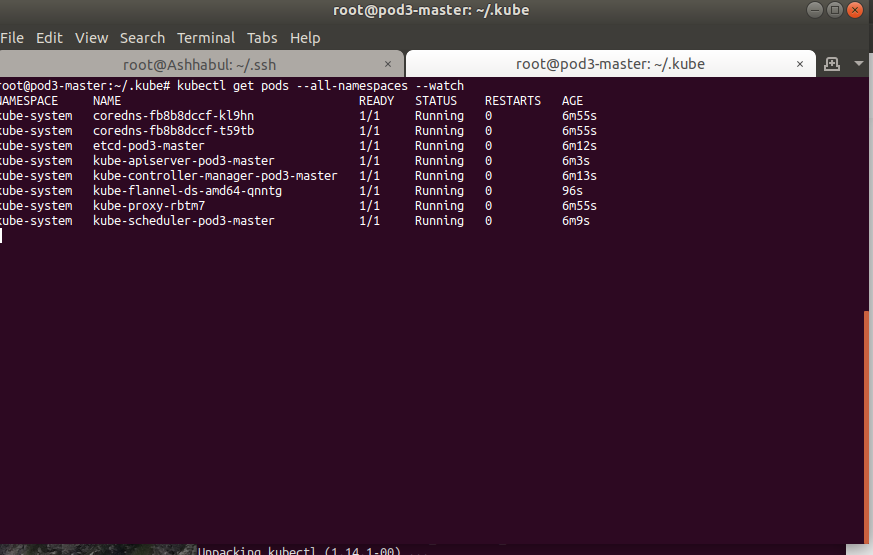 root@pod3-master: ~/.kube
File Edit View Search Terminal Tabs Help
root@Ashhabul: ~/.ssh × root@pod3-master: ~/.kube ×
root@pod3-master:~/.kube# kubectl get pods --all-namespaces --watch
NAMESPACE NAME READY STATUS RESTARTS AGE
kube-system coredns-fb8b8dccf-kl9hn 1/1 Running 0 6m55s
kube-system coredns-fb8b8dccf-t59tb 1/1 Running 0 6m55s
kube-system etcd-pod3-master 1/1 Running 0 6m12s
kube-system kube-apiserver-pod3-master 1/1 Running 0 6m3s
kube-system kube-controller-manager-pod3-master 1/1 Running 0 6m13s
kube-system kube-flannel-ds-amd64-qnntg 1/1 Running 0 96s
kube-system kube-proxy-rbtm7 1/1 Running 0 6m55s
kube-system kube-scheduler-pod3-master 1/1 Running 0 6m9s
Unpacking kubectl (1.14.1-00) ...